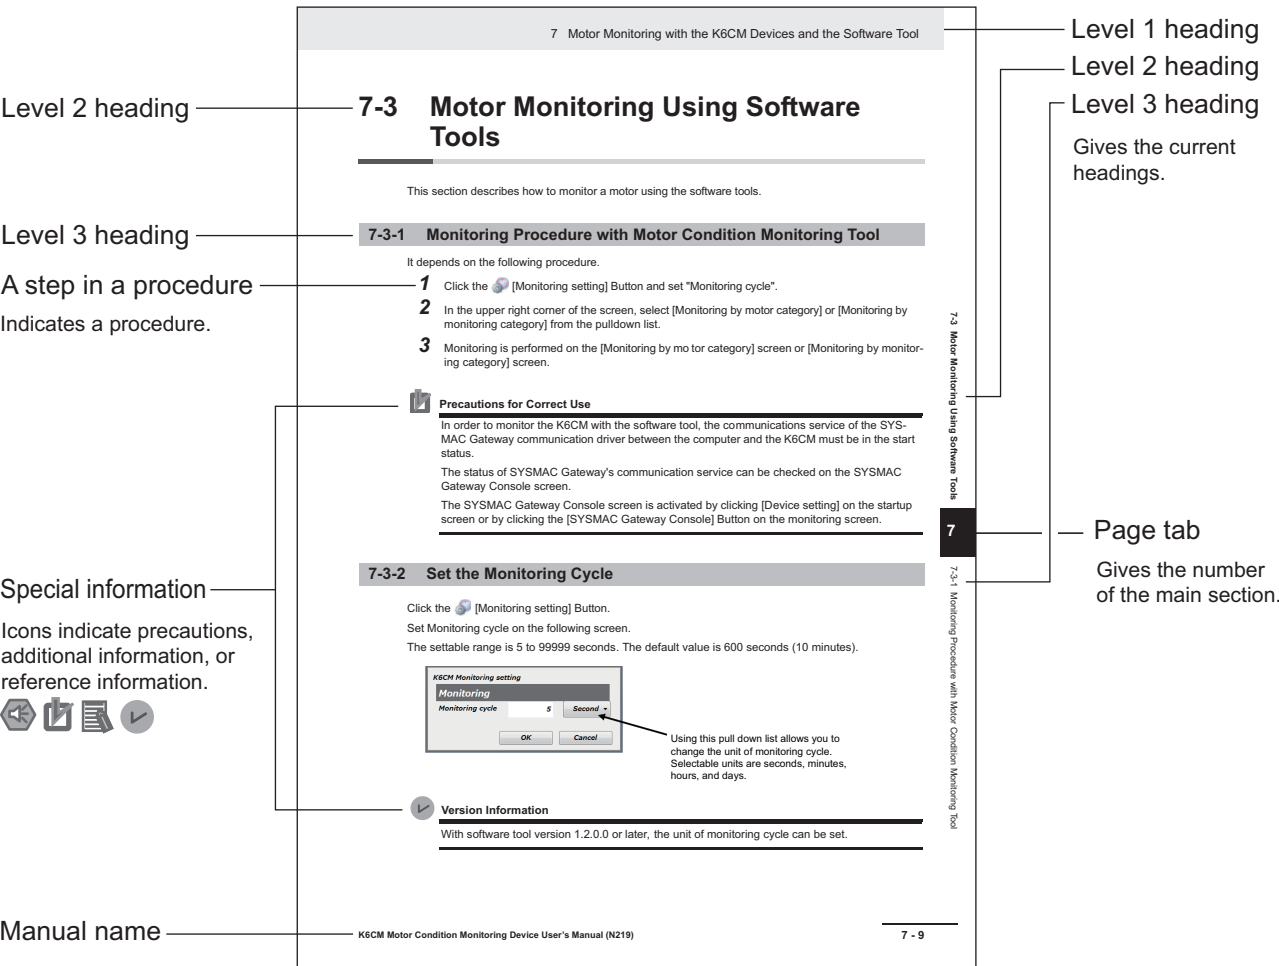 7 Motor Monitoring with the K6CM Devices and the Software Tool
Level 1 heading
Level 2 heading
Level 3 heading
Gives the current
headings.
Level 2 heading
7-3 Motor Monitoring Using Software
Tools
This section describes how to monitor a motor using the software tools.
Level 3 heading
7-3-1 Monitoring Procedure with Motor Condition Monitoring Tool
It depends on the following procedure.
A step in a procedure
Indicates a procedure.
1 Click the [Monitoring setting] Button and set "Monitoring cycle".
2 In the upper right corner of the screen, select [Monitoring by motor category] or [Monitoring by
monitoring category] from the pulldown list.
3 Monitoring is performed on the [Monitoring by mo tor category] screen or [Monitoring by monitor-
ing category] screen.
Precautions for Correct Use
In order to monitor the K6CM with the software tool, the communications service of the SYS-
MAC Gateway communication driver between the computer and the K6CM must be in the start
status.
The status of SYSMAC Gateway's communication service can be checked on the SYSMAC
Gateway Console screen.
The SYSMAC Gateway Console screen is activated by clicking [Device setting] on the startup
screen or by clicking the [SYSMAC Gateway Console] Button on the monitoring screen.
7-3 Motor Monitoring Using Software Tools
7
Page tab
Gives the number
of the main section.
7-3-1 Monitoring Procedure with Motor Condition Monitoring Tool
7-3-2 Set the Monitoring Cycle
Special information
Icons indicate precautions,
additional information, or
reference information.
Click the [Monitoring setting] Button.
Set Monitoring cycle on the following screen.
The settable range is 5 to 99999 seconds. The default value is 600 seconds (10 minutes).
K6CM Monitoring setting
Monitoring
Monitoring cycle 5 Second
OK Cancel
Using this pull down list allows you to
change the unit of monitoring cycle.
Selectable units are seconds, minutes,
hours, and days.
Version Information
With software tool version 1.2.0.0 or later, the unit of monitoring cycle can be set.
Manual name
K6CM Motor Condition Monitoring Device User's Manual (N219)
7 - 9